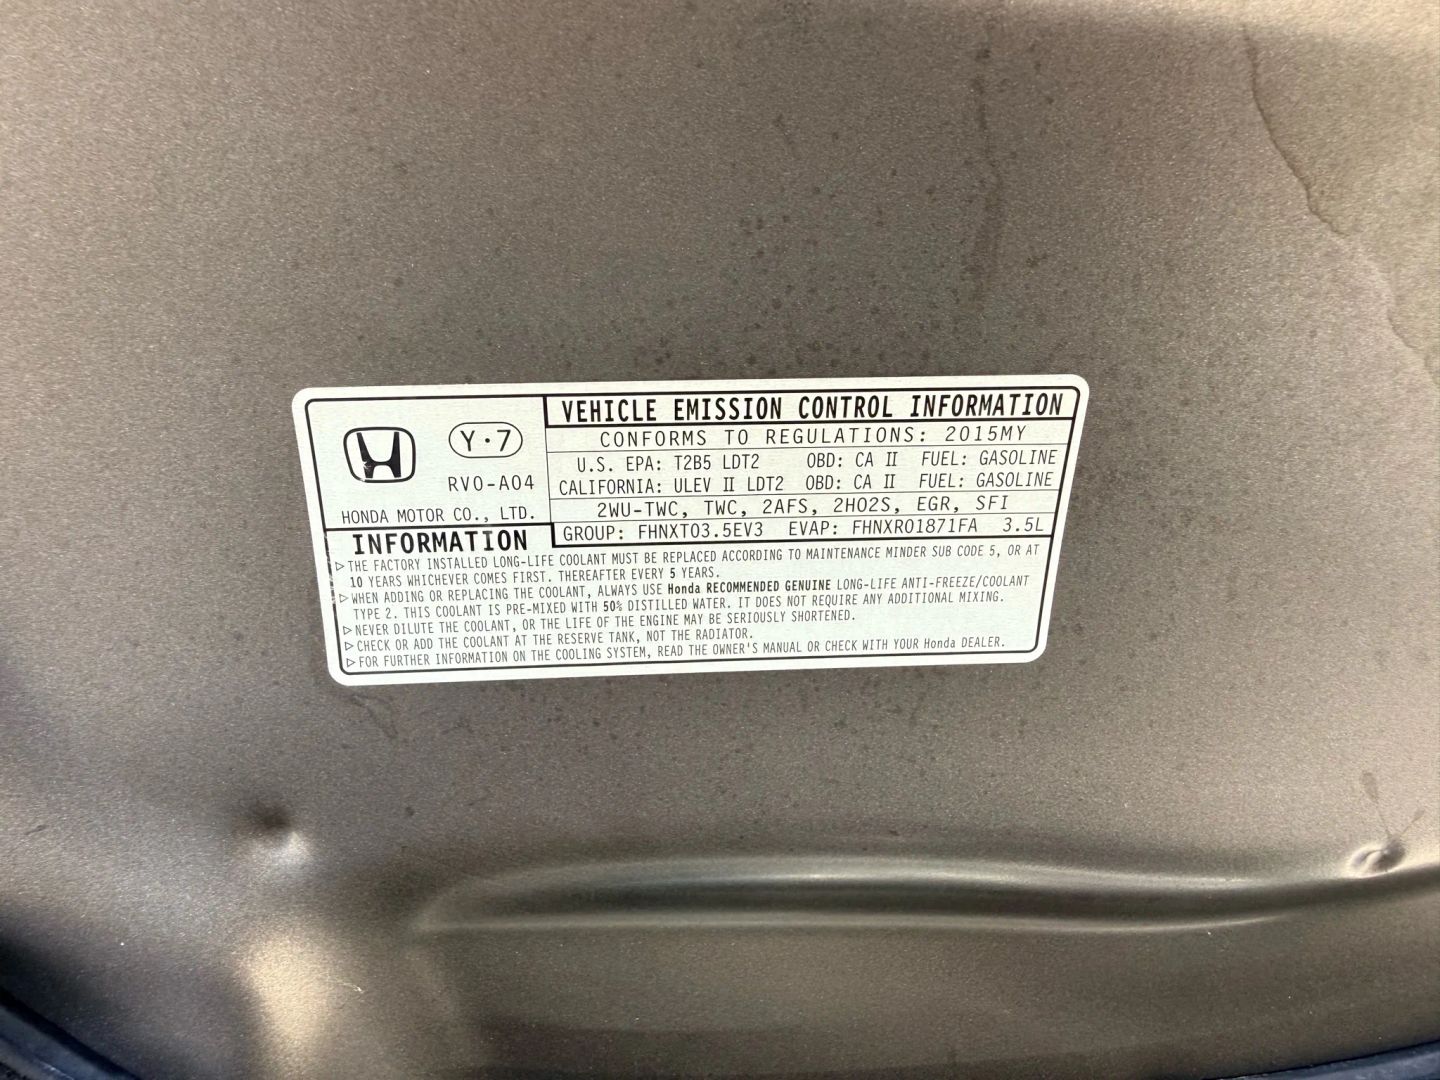 Y·7
RV0-A04
HONDA MOTOR CO., LTD.
VEHICLE EMISSION CONTROL INFORMATION
CONFORMS TO REGULATIONS: 2015MY
U.S. EPA: T2B5 LDT2 OBD: CA II FUEL: GASOLINE
CALIFORNIA: ULEV II LDT2 OBD: CA II FUEL: GASOLINE
2WU-TWC, TWC, 2AFS, 2HO2S, EGR, SFI
GROUP: FHNXT03.5EV3 EVAP: FHNXR01871FA 3.5L
INFORMATION
▷THE FACTORY INSTALLED LONG-LIFE COOLANT MUST BE REPLACED ACCORDING TO MAINTENANCE MINDER SUB CODE 5, OR AT
10 YEARS WHICHEVER COMES FIRST. THEREAFTER EVERY 5 YEARS.
▷WHEN ADDING OR REPLACING THE COOLANT, ALWAYS USE Honda RECOMMENDED GENUINE LONG-LIFE ANTI-FREEZE/COOLANT
TYPE 2. THIS COOLANT IS PRE-MIXED WITH 50% DISTILLED WATER. IT DOES NOT REQUIRE ANY ADDITIONAL MIXING.
▷NEVER DILUTE THE COOLANT, OR THE LIFE OF THE ENGINE MAY BE SERIOUSLY SHORTENED.
▷CHECK OR ADD THE COOLANT AT THE RESERVE TANK, NOT THE RADIATOR.
▷FOR FURTHER INFORMATION ON THE COOLING SYSTEM, READ THE OWNER'S MANUAL OR CHECK WITH YOUR Honda DEALER.